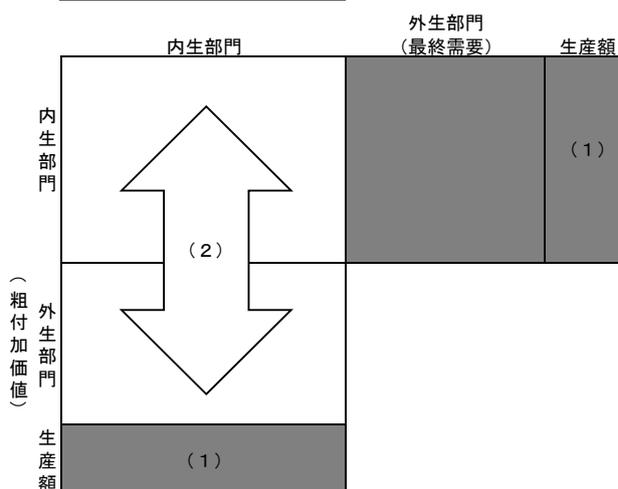 外生部門
内生部門
（最終需要）
生産額
内生部門
（１）
（２）
外生部門
（粗付加価値）
生産額
（１）